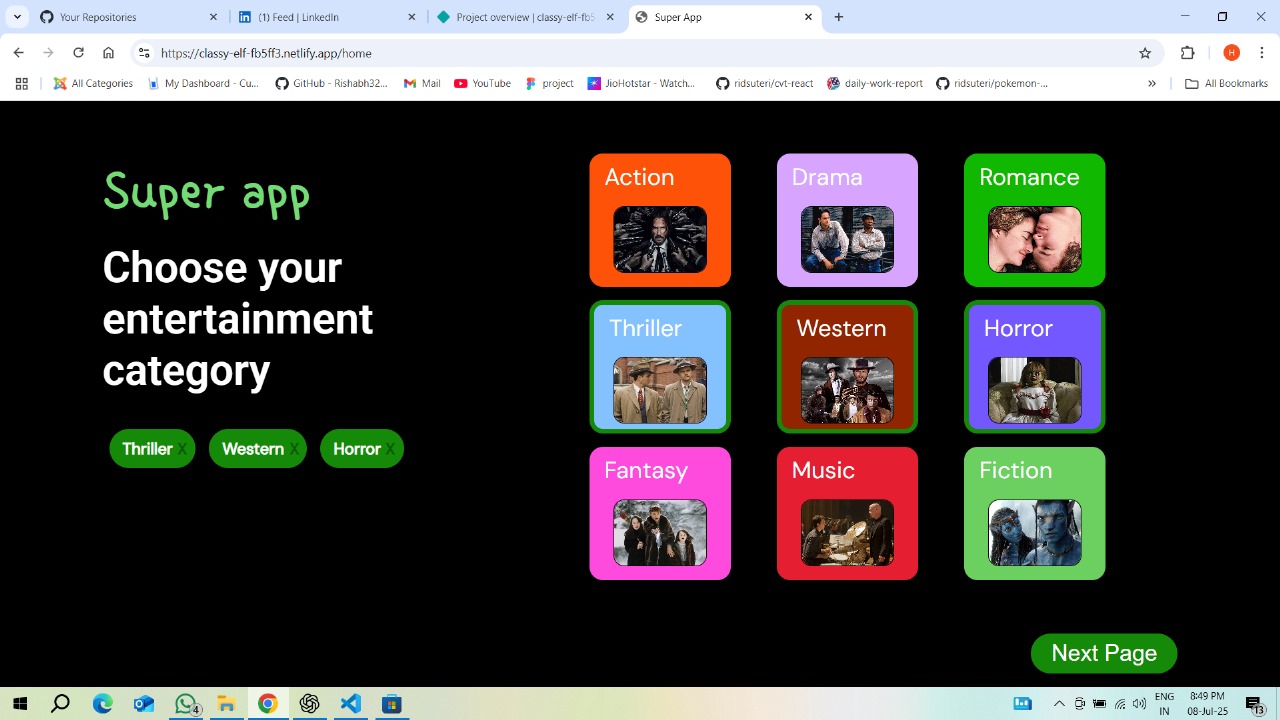 Your Repositories
(1) Feed | LinkedIn
Project overview | classy-elf-fb5
Super App
https://classy-elf-fb5ff3.netlify.app/home
H
All Categories
My Dashboard - Cu...
GitHub - Rishabh32...
Mail
YouTube
project
JioHotstar - Watch...
ridsuteri/cvt-react
daily-work-report
ridsuteri/pokemon-...
All Bookmarks
Super app
Choose your
entertainment
category
Thriller X
Western X
Horror X
Action
Drama
Romance
Thriller
Western
Horror
Fantasy
Music
Fiction
Next Page
4
ENG
IN
8:49 PM
08-Jul-25
13